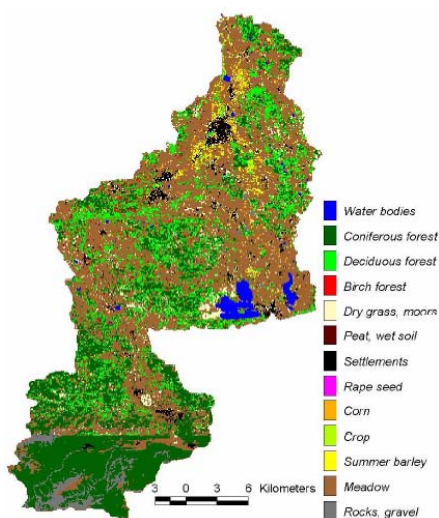 Water bodies
Coniferous forest
Deciduous forest
Birch forest
Dry grass, moors
Peat, wet soil
Settlements
Rape seed
Corn
Crop
Summer barley
Meadow
Rocks, gravel
3 0 3 6 Kilometers